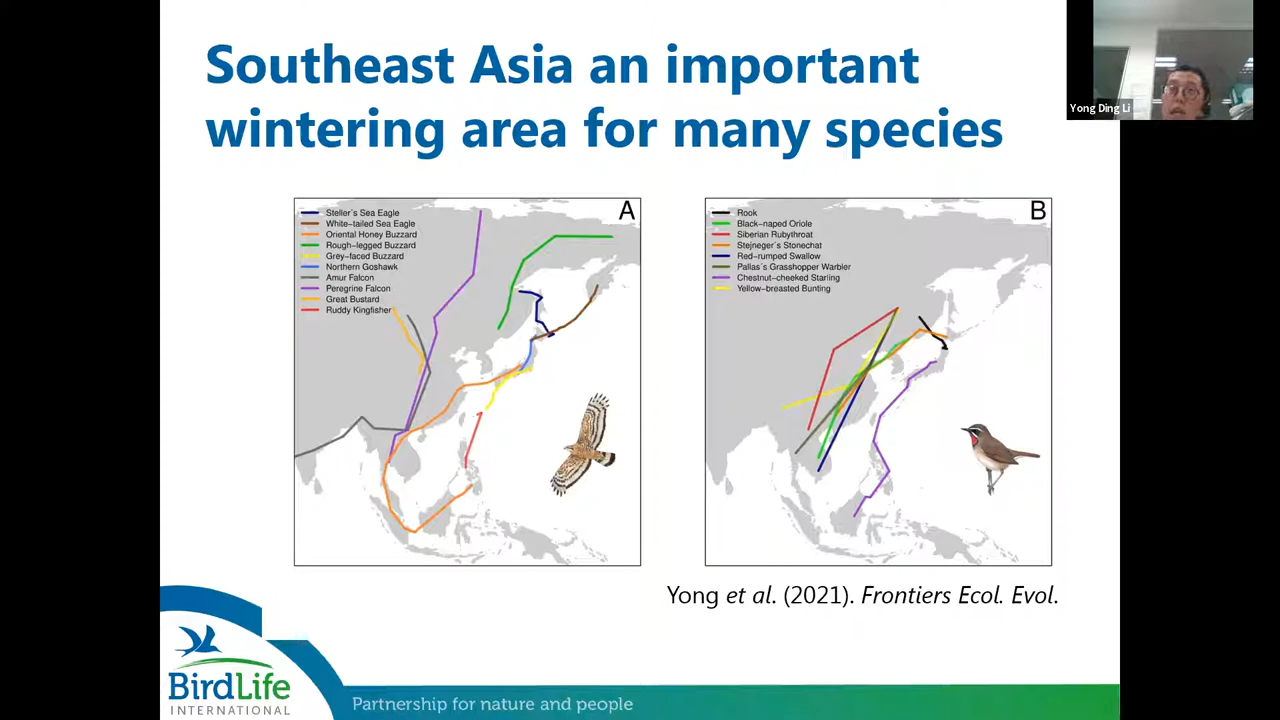 Southeast Asia an important
wintering area for many species
Yong Ding Li
A
Steller's Sea Eagle
White-tailed Sea Eagle
Oriental Honey Buzzard
Rough-legged Buzzard
Grey-faced Buzzard
Northern Goshawk
Amur Falcon
Peregrine Falcon
Great Bustard
Ruddy Kingfisher
B
Rook
Black-naped Oriole
Siberian Rubythroat
Stejneger's Stonechat
Red-rumped Swallow
Pallas's Grasshopper Warbler
Chestnut-cheeked Starling
Yellow-breasted Bunting
Yong et al. (2021). Frontiers Ecol. Evol.
BirdLife
INTERNATIONAL
Partnership for nature and people